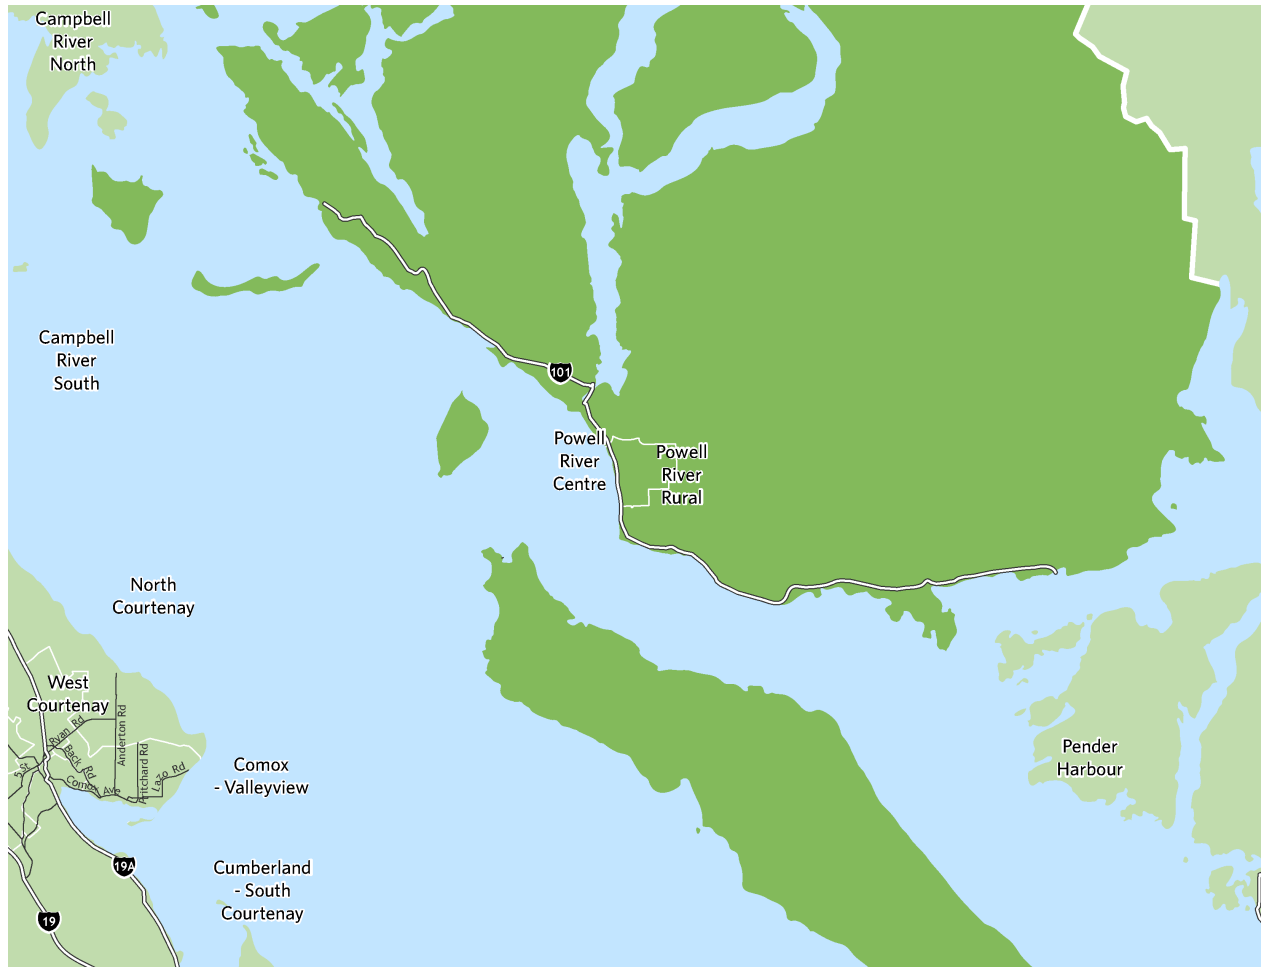 Campbell
River
North
Campbell
River
South
101
Powell
River
Centre
Powell
River
Rural
North
Courtenay
West
Courtenay
Ryan Rd
Anderton Rd
Back Rd
Pritchard Rd
Lazo Rd
5 St
Comox Ave
Comox
- Valleyview
Pender
Harbour
19A
Cumberland
- South
Courtenay
19